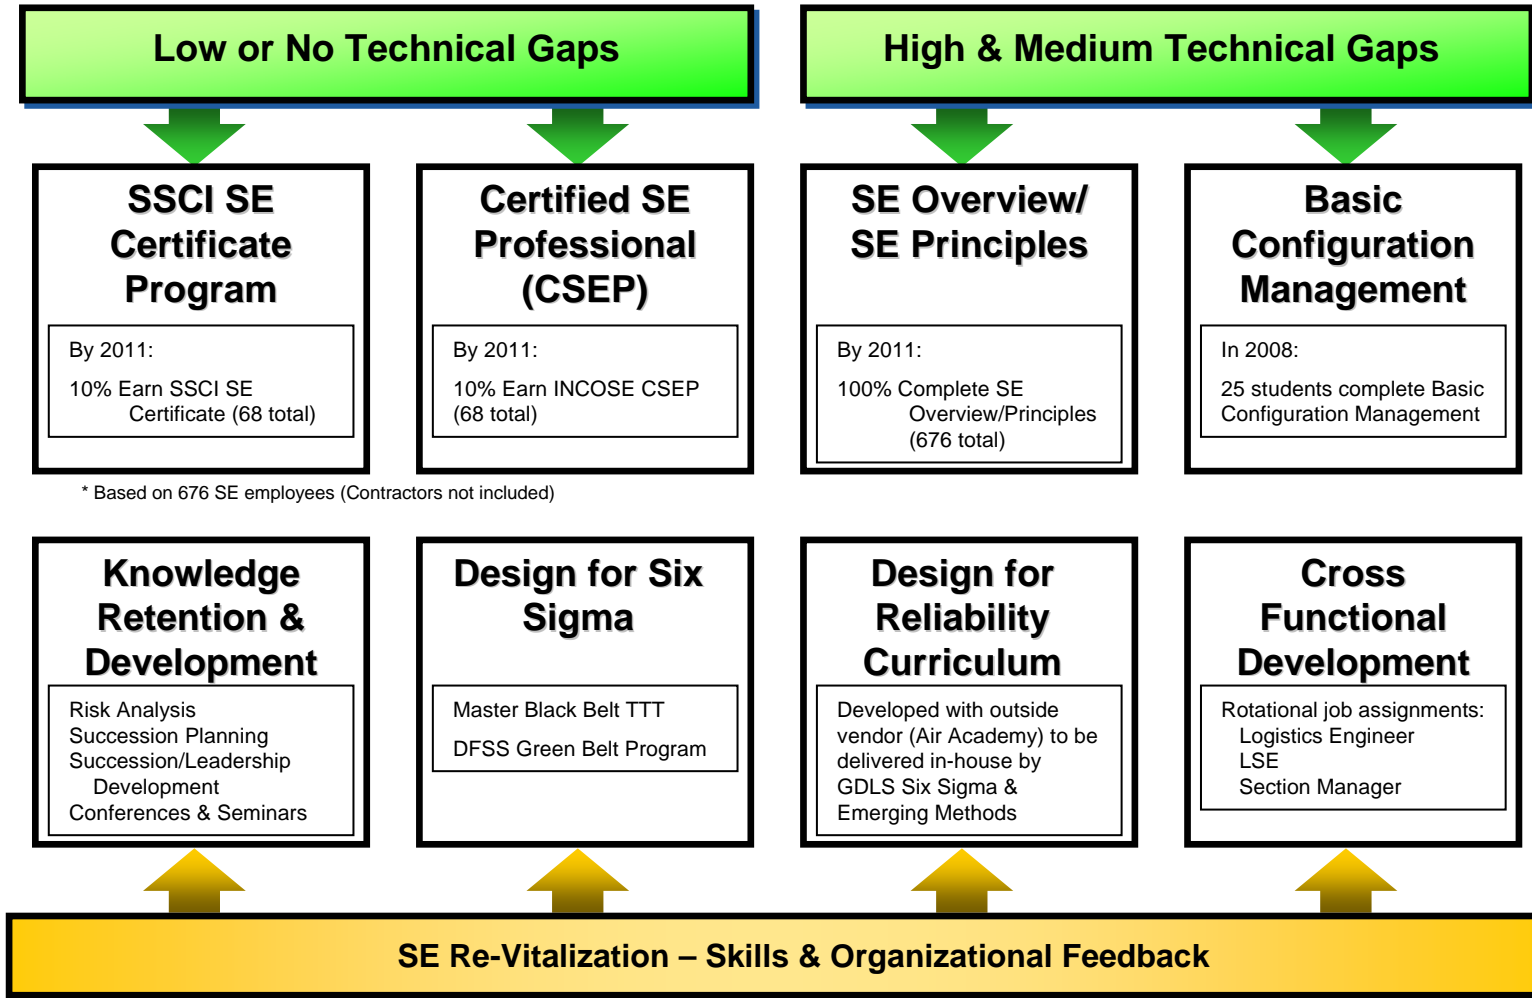 Low or No Technical Gaps
High & Medium Technical Gaps
SSCI SE
Certificate
Program
By 2011:
10% Earn SSCI SE
Certificate (68 total)
Certified SE
Professional
(CSEP)
By 2011:
10% Earn INCOSE CSEP
(68 total)
SE Overview/
SE Principles
By 2011:
100% Complete SE
Overview/Principles
(676 total)
Basic
Configuration
Management
In 2008:
25 students complete Basic
Configuration Management
* Based on 676 SE employees (Contractors not included)
Knowledge
Retention &
Development
Risk Analysis
Succession Planning
Succession/Leadership
Development
Conferences & Seminars
Design for Six
Sigma
Master Black Belt TTT
DFSS Green Belt Program
Design for
Reliability
Curriculum
Developed with outside
vendor (Air Academy) to be
delivered in-house by
GDLS Six Sigma &
Emerging Methods
Cross
Functional
Development
Rotational job assignments:
Logistics Engineer
LSE
Section Manager
SE Re-Vitalization – Skills & Organizational Feedback